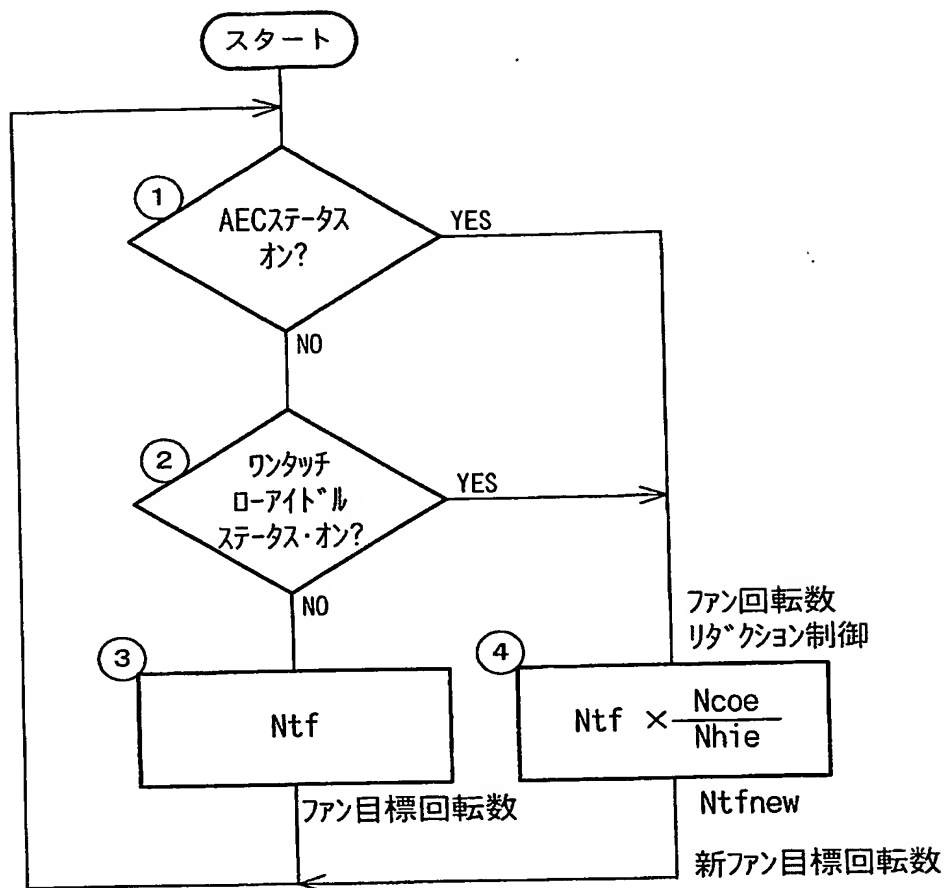 スタート
1
AECステータス
オン?
YES
NO
2
ワンタッチ
ローアイドル
ステータス・オン?
YES
NO
ファン回転数
リダクション制御
3
Ntf
4
Ntf × Ncoe
Nhie
ファン目標回転数
Ntfnew
新ファン目標回転数